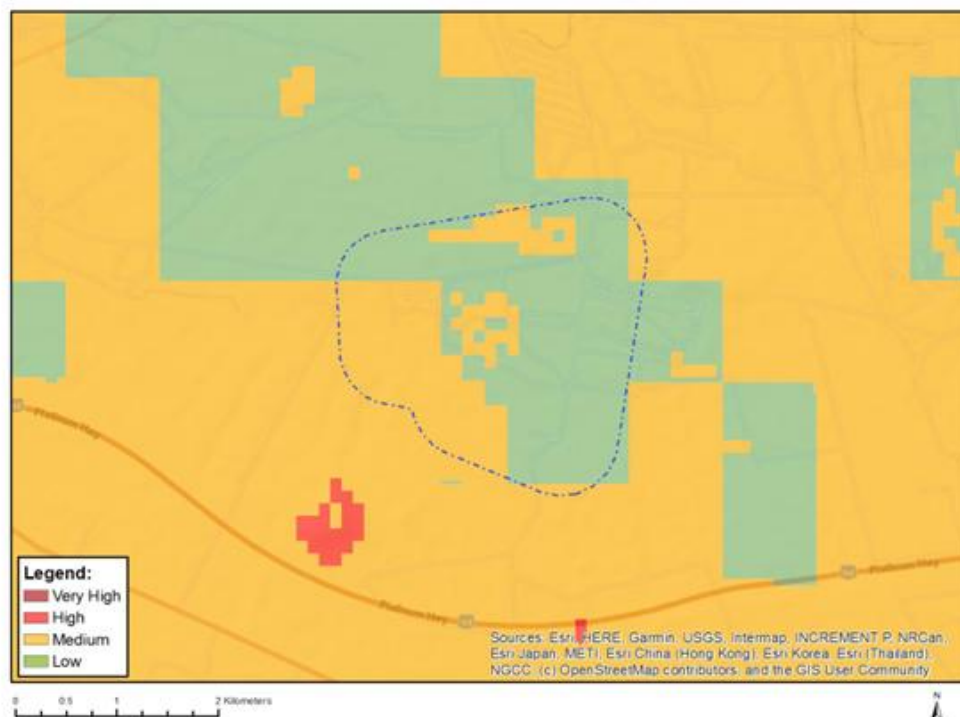 Legend:
Very High
High
Medium
Low
Sources: Esri, HERE, Garmin, USGS, Intermap, INCREMENT P, NRCan,
Esri Japan, METI, Esri China (Hong Kong), Esri Korea, Esri (Thailand),
NGCC, (c) OpenStreetMap contributors, and the GIS User Community
0 0.5 1 2 Kilometers
N